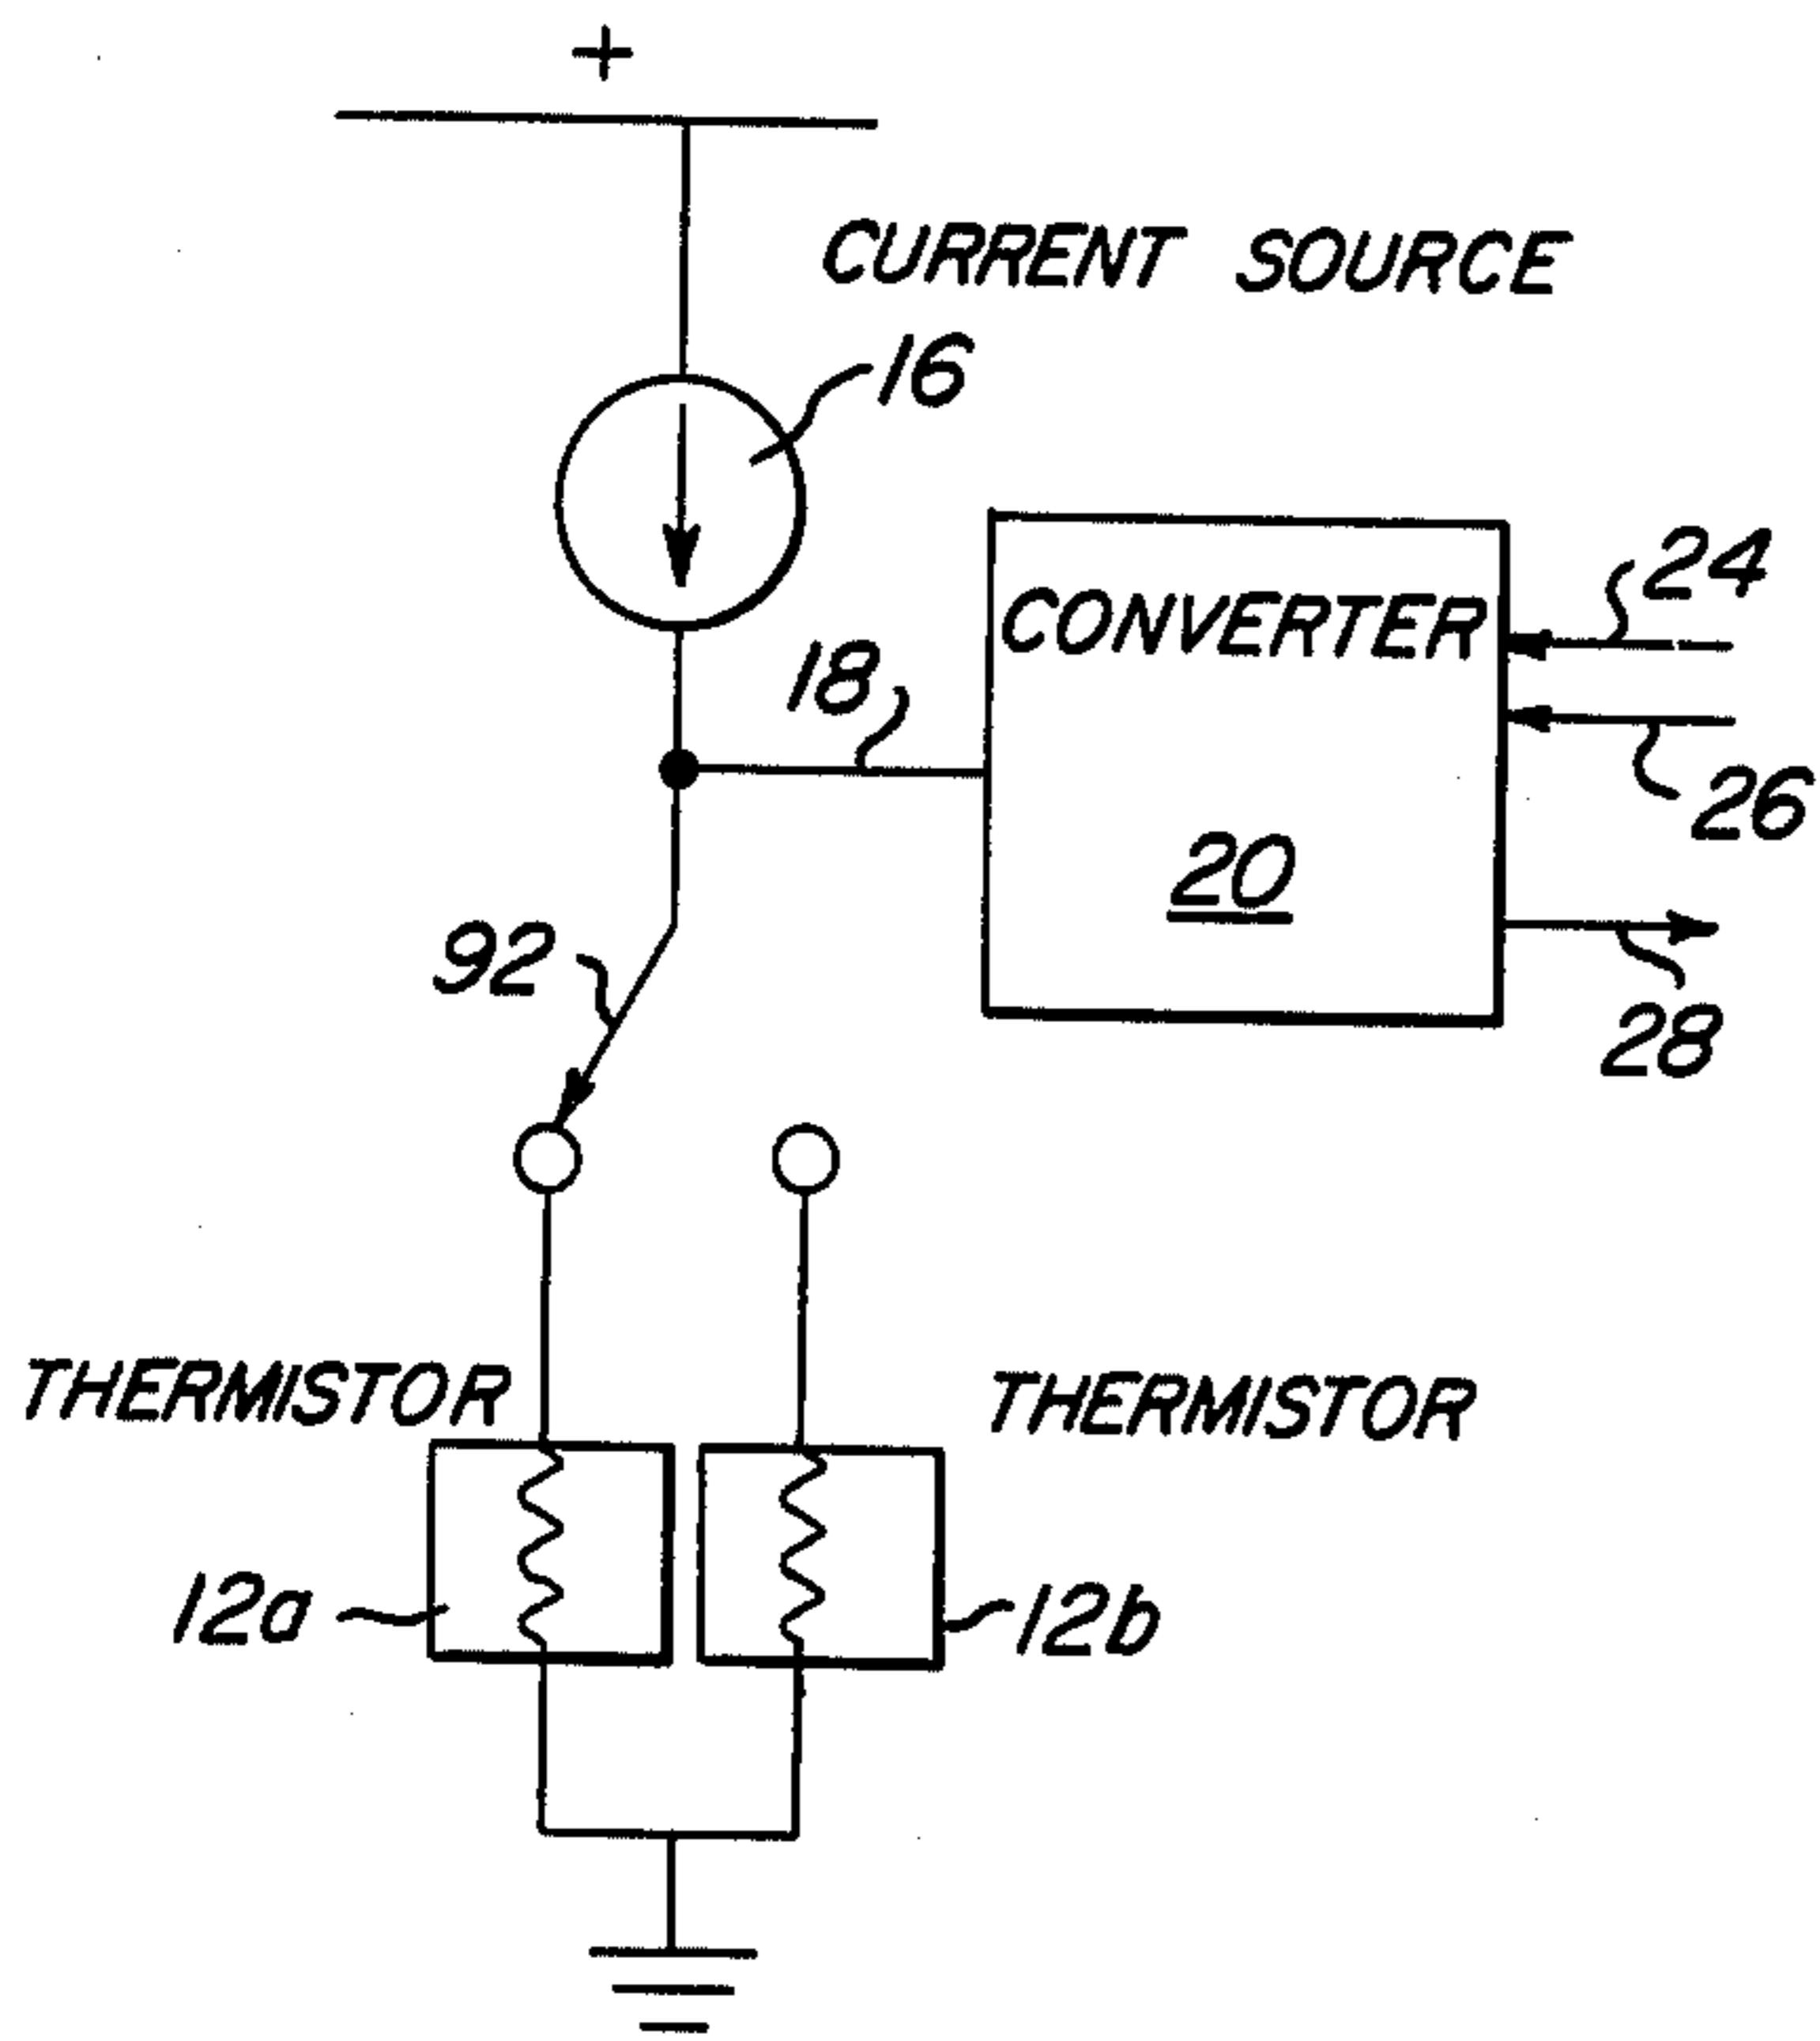 +
CURRENT SOURCE
16
24
CONVERTER
18
26
20
92
28
THERMISTOR
THERMISTOR
12a
12b